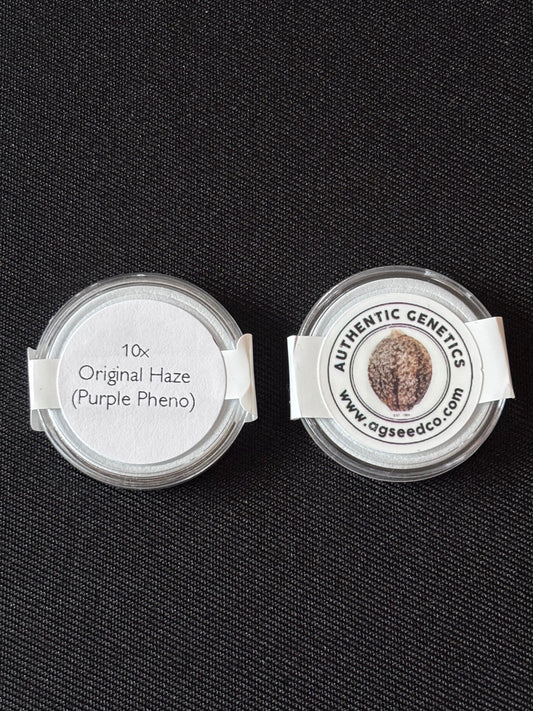 10x
Original Haze
(Purple Pheno)
AUTHENTIC GENETICS
www.agseedco.com